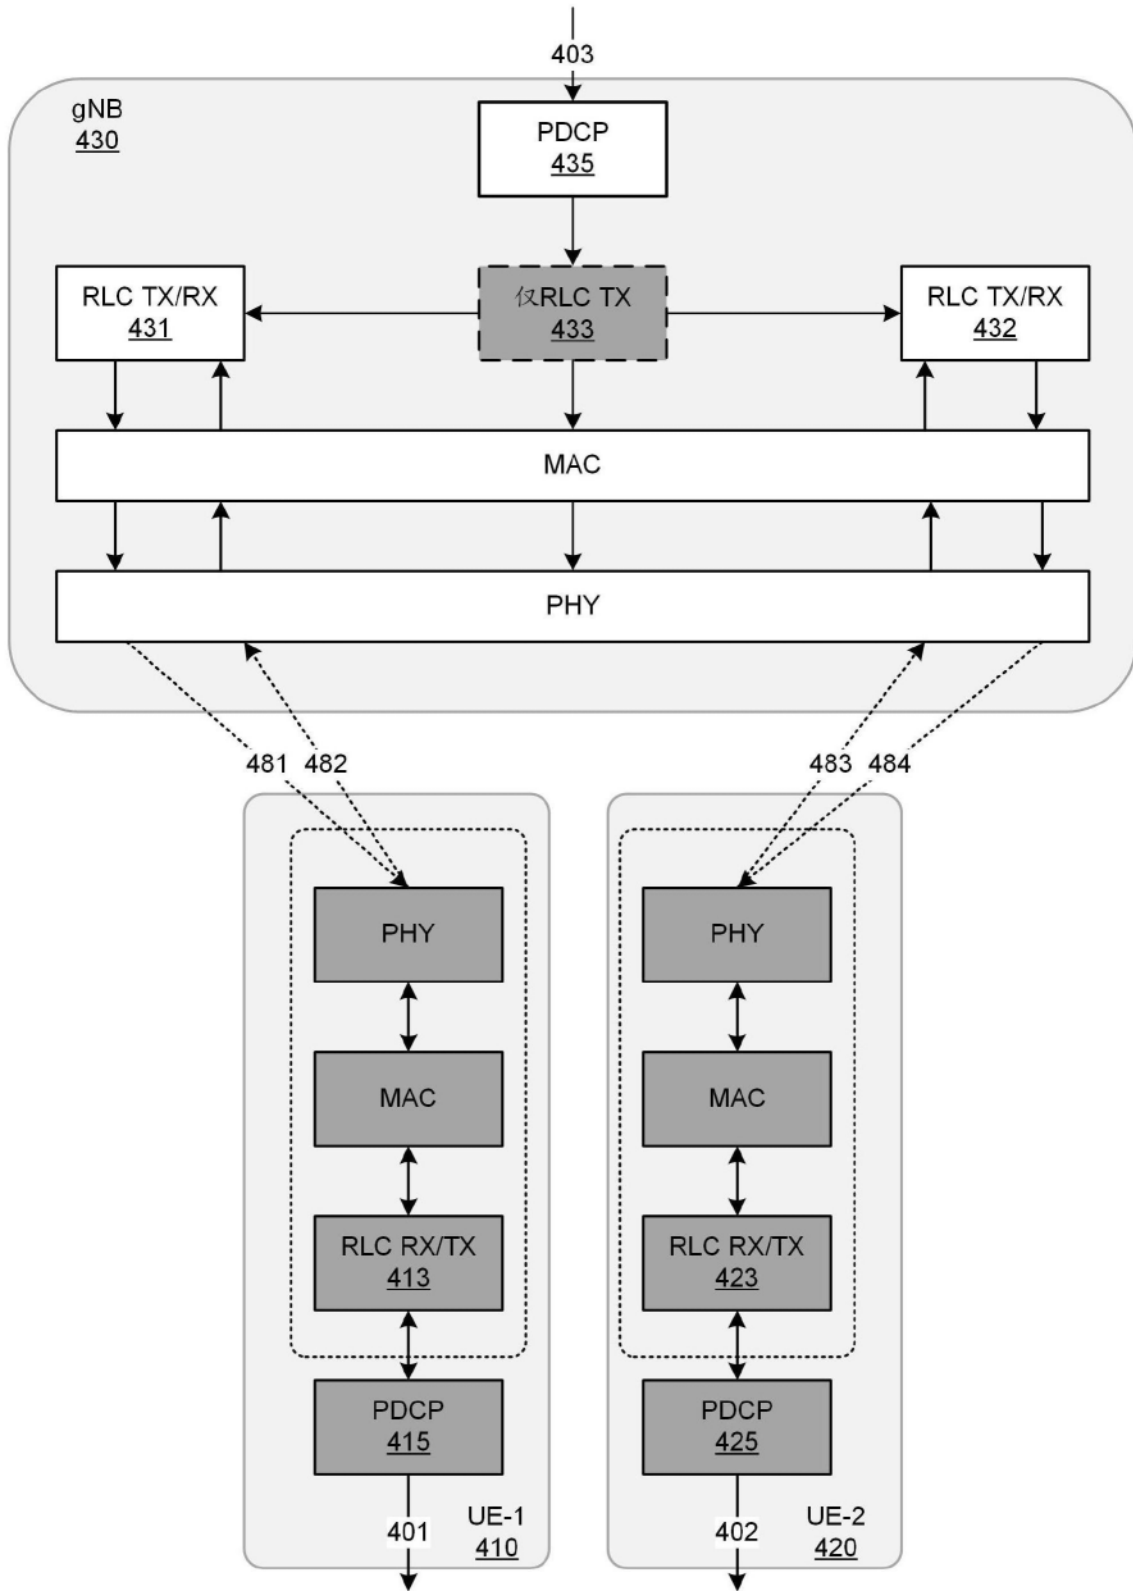 403
gNB
430
PDCP
435
RLC TX/RX
431
仅RLC TX
433
RLC TX/RX
432
MAC
PHY
481
482
483
484
PHY
PHY
MAC
MAC
RLC RX/TX
413
RLC RX/TX
423
PDCP
415
PDCP
425
401
UE-1
410
402
UE-2
420